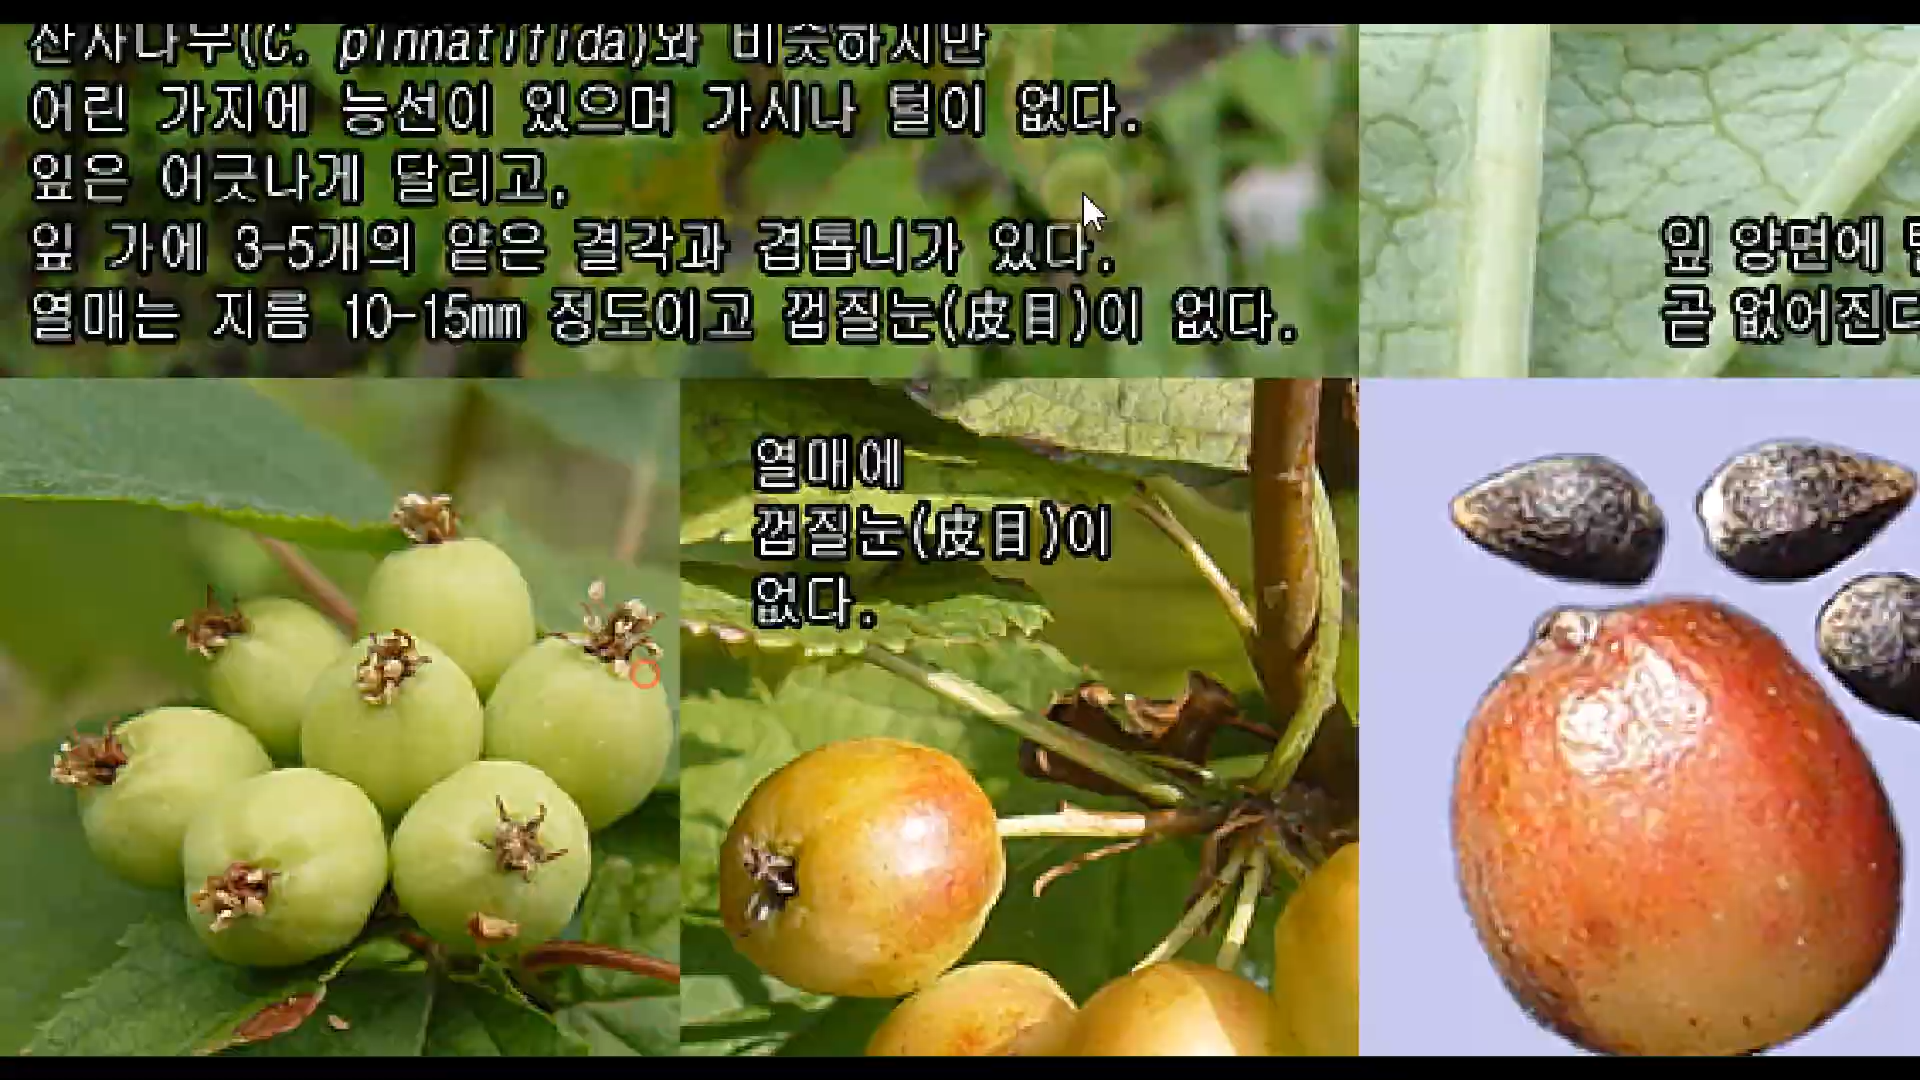 산사나무(C. pinnatifida)와 비슷하지만
어린 가지에 능선이 있으며 가시나 털이 없다.
잎은 어긋나게 달리고,
잎 가에 3-5개의 얕은 결각과 겹톱니가 있다.
열매는 지름 10-15mm 정도이고 껍질눈(皮目)이 없다.
잎 양면에
곧 없어진다
열매에
껍질눈(皮目)이
없다.